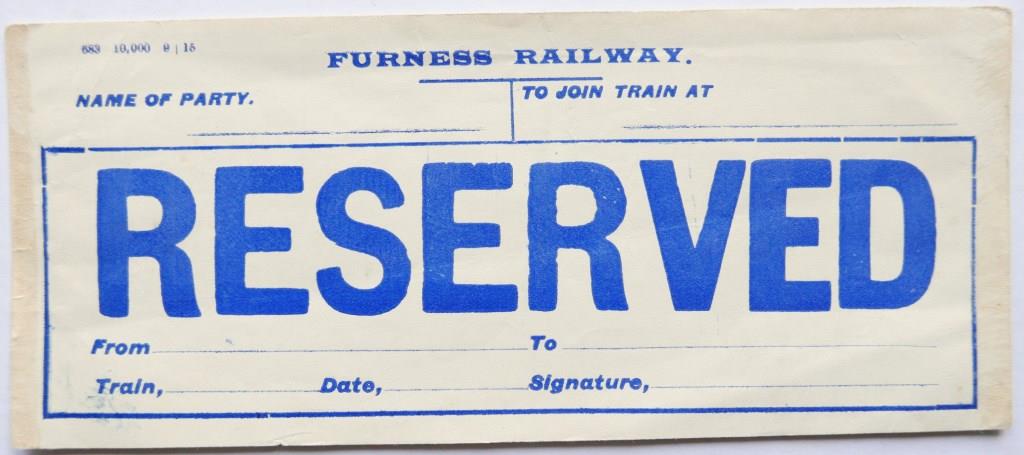 683 10,000 9 | 15
FURNESS RAILWAY.
NAME OF PARTY.
TO JOIN TRAIN AT
RESERVED
From To
Train, Date, Signature,